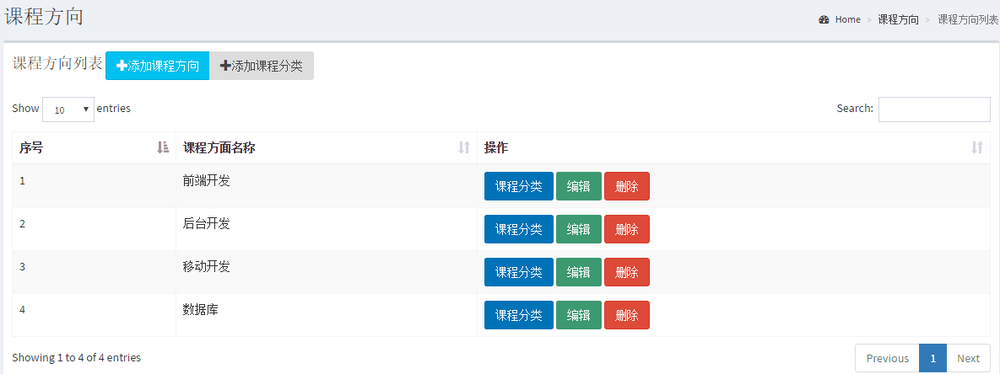 课程方向
Home > 课程方向 > 课程方向列表
课程方向列表 添加课程方向 添加课程分类
Show 10 entries Search:
序号 课程方面名称 操作
1 前端开发 课程分类 编辑 删除
2 后台开发 课程分类 编辑 删除
3 移动开发 课程分类 编辑 删除
4 数据库 课程分类 编辑 删除
Showing 1 to 4 of 4 entries Previous 1 Next